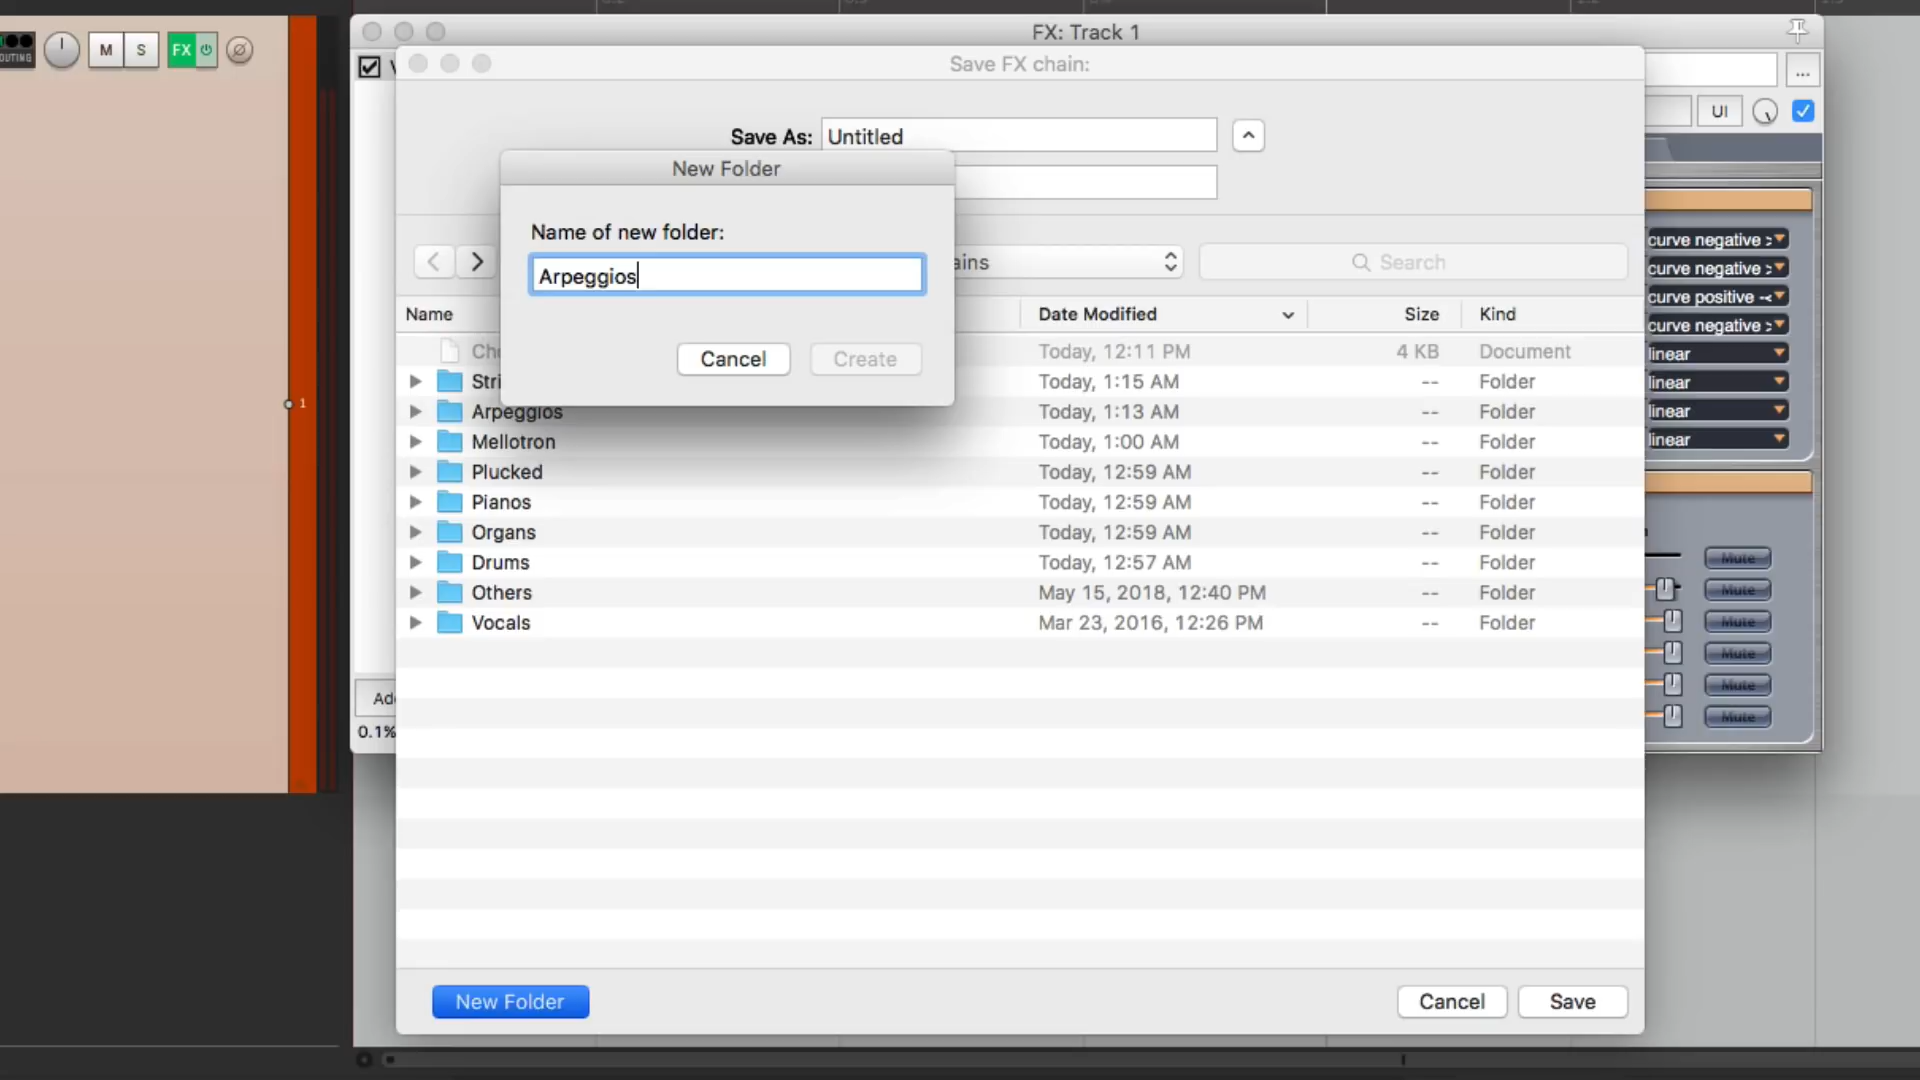 FX: Track 1
OUTING
M
S
FX
Save FX chain:
...
UI
Save As:
Untitled
New Folder
Name of new folder:
Arpeggios
Cancel
Create
Search
Name
Date Modified
Size
Kind
Today, 12:11 PM
4 KB
Document
Today, 1:15 AM
--
Folder
Arpeggios
Today, 1:13 AM
--
Folder
Mellotron
Today, 1:00 AM
--
Folder
Plucked
Today, 12:59 AM
--
Folder
Pianos
Today, 12:59 AM
--
Folder
Organs
Today, 12:59 AM
--
Folder
Drums
Today, 12:57 AM
--
Folder
Others
May 15, 2018, 12:40 PM
--
Folder
Vocals
Mar 23, 2016, 12:26 PM
--
Folder
1
0.1%
curve negative
curve negative
curve positive
curve negative
linear
linear
linear
linear
Mute
Mute
Mute
Mute
Mute
Mute
New Folder
Cancel
Save